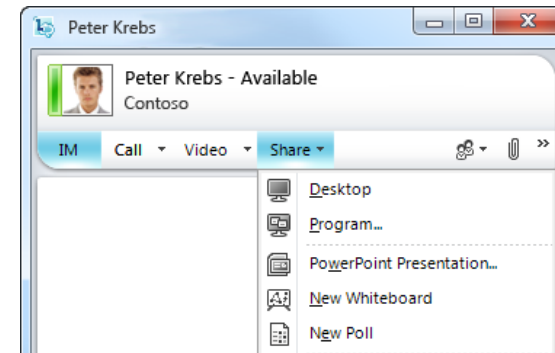 Peter Krebs
Peter Krebs - Available
Contoso
IM Call Video Share
Desktop
Program...
PowerPoint Presentation...
New Whiteboard
New Poll